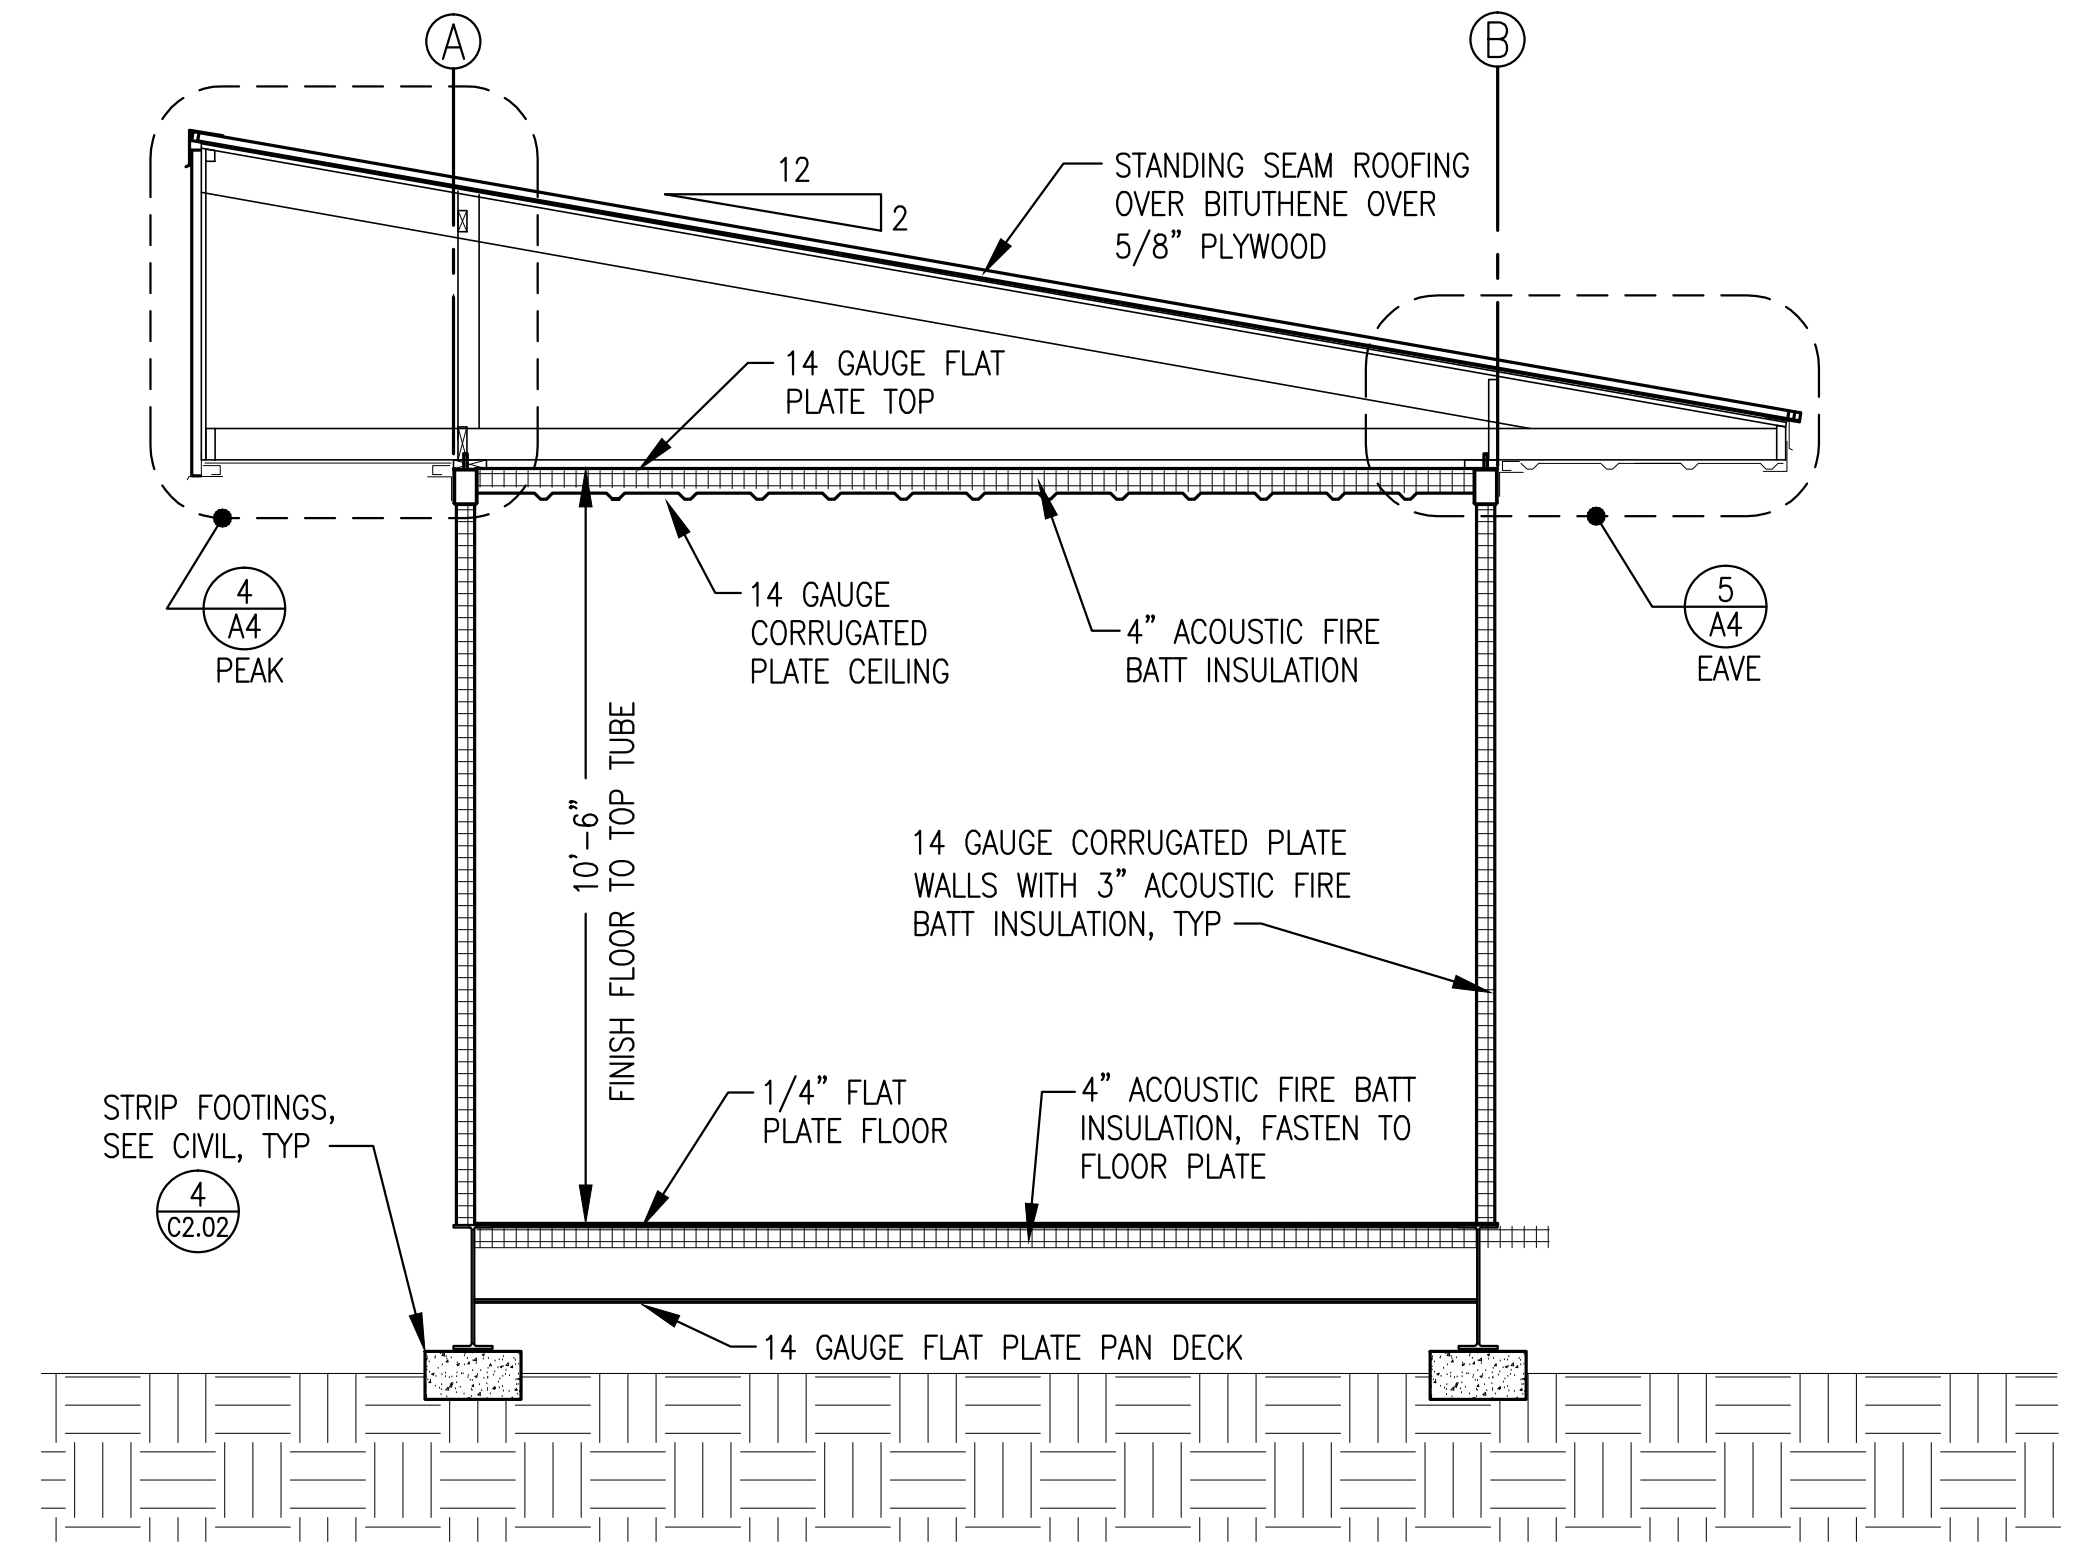 A
B
12
2
STANDING SEAM ROOFING
OVER BITUTHENE OVER
5/8" PLYWOOD
14 GAUGE FLAT
PLATE TOP
4
A4
PEAK
14 GAUGE
CORRUGATED
PLATE CEILING
4" ACOUSTIC FIRE
BATT INSULATION
5
A4
EAVE
10'-6"
FINISH FLOOR TO TOP TUBE
14 GAUGE CORRUGATED PLATE
WALLS WITH 3" ACOUSTIC FIRE
BATT INSULATION, TYP
STRIP FOOTINGS,
SEE CIVIL, TYP
4
C2.02
1/4" FLAT
PLATE FLOOR
4" ACOUSTIC FIRE BATT
INSULATION, FASTEN TO
FLOOR PLATE
14 GAUGE FLAT PLATE PAN DECK